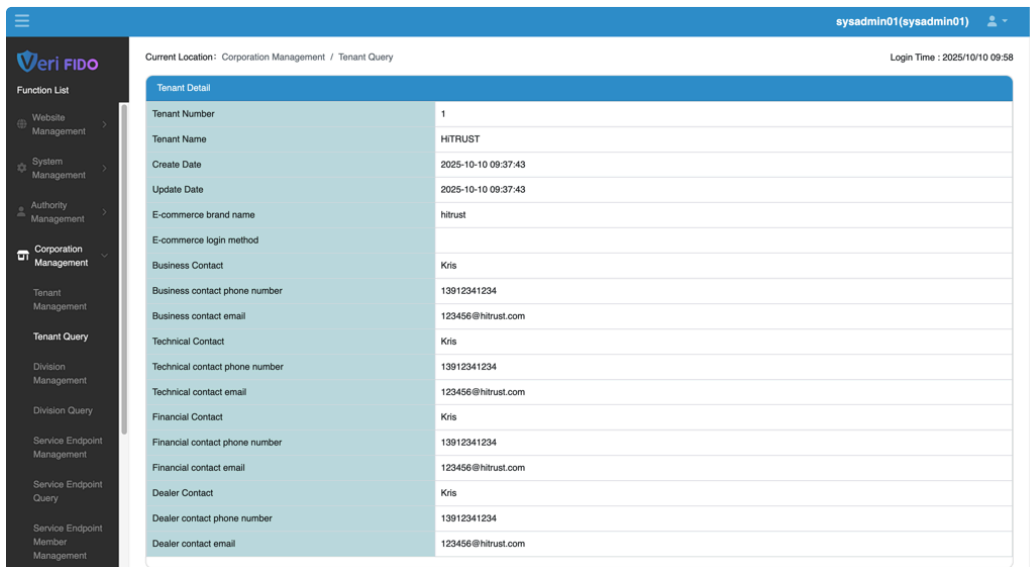 sysadmin01(sysadmin01)
Veri FIDO
Function List
Website
Management
System
Management
Authority
Management
Corporation
Management
Tenant
Management
Tenant Query
Division
Management
Division Query
Service Endpoint
Management
Service Endpoint
Query
Service Endpoint
Member
Management
Current Location: Corporation Management / Tenant Query
Login Time : 2025/10/10 09:58
Tenant Detail
Tenant Number 1
Tenant Name HiTRUST
Create Date 2025-10-10 09:37:43
Update Date 2025-10-10 09:37:43
E-commerce brand name hitrust
E-commerce login method
Business Contact Kris
Business contact phone number 13912341234
Business contact email 123456@hitrust.com
Technical Contact Kris
Technical contact phone number 13912341234
Technical contact email 123456@hitrust.com
Financial Contact Kris
Financial contact phone number 13912341234
Financial contact email 123456@hitrust.com
Dealer Contact Kris
Dealer contact phone number 13912341234
Dealer contact email 123456@hitrust.com